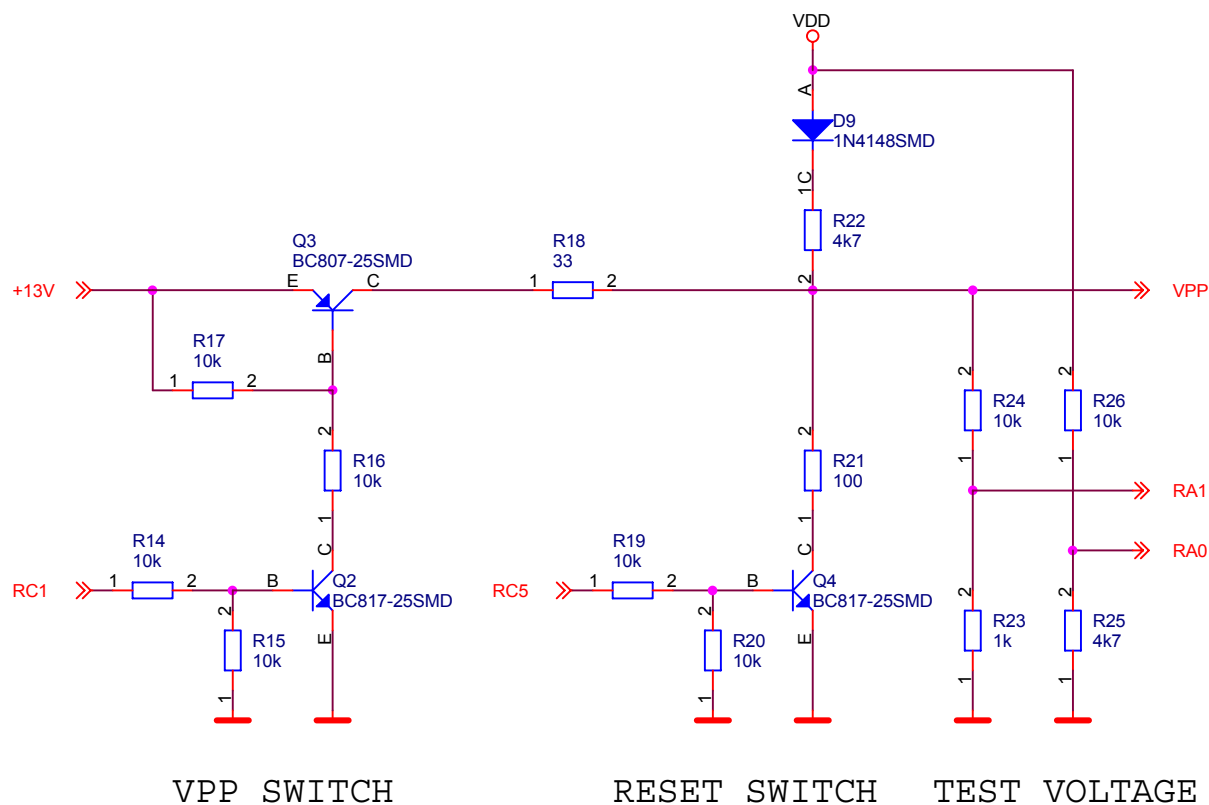 VDD
A
D9
1N4148SMD
C
1
R22
4k7
2
Q3
BC807-25SMD
R18
33
+13V
E
C
1
2
VPP
R17
10k
B
1
2
2
R24
10k
1
2
R26
10k
1
2
R16
10k
1
2
R21
100
1
RA1
RA0
R14
10k
RC1
1
2
B
C
Q2
BC817-25SMD
E
R19
10k
RC5
1
2
B
C
Q4
BC817-25SMD
E
2
R15
10k
1
2
R20
10k
1
2
R23
1k
1
2
R25
4k7
1
VPP SWITCH
RESET SWITCH
TEST VOLTAGE